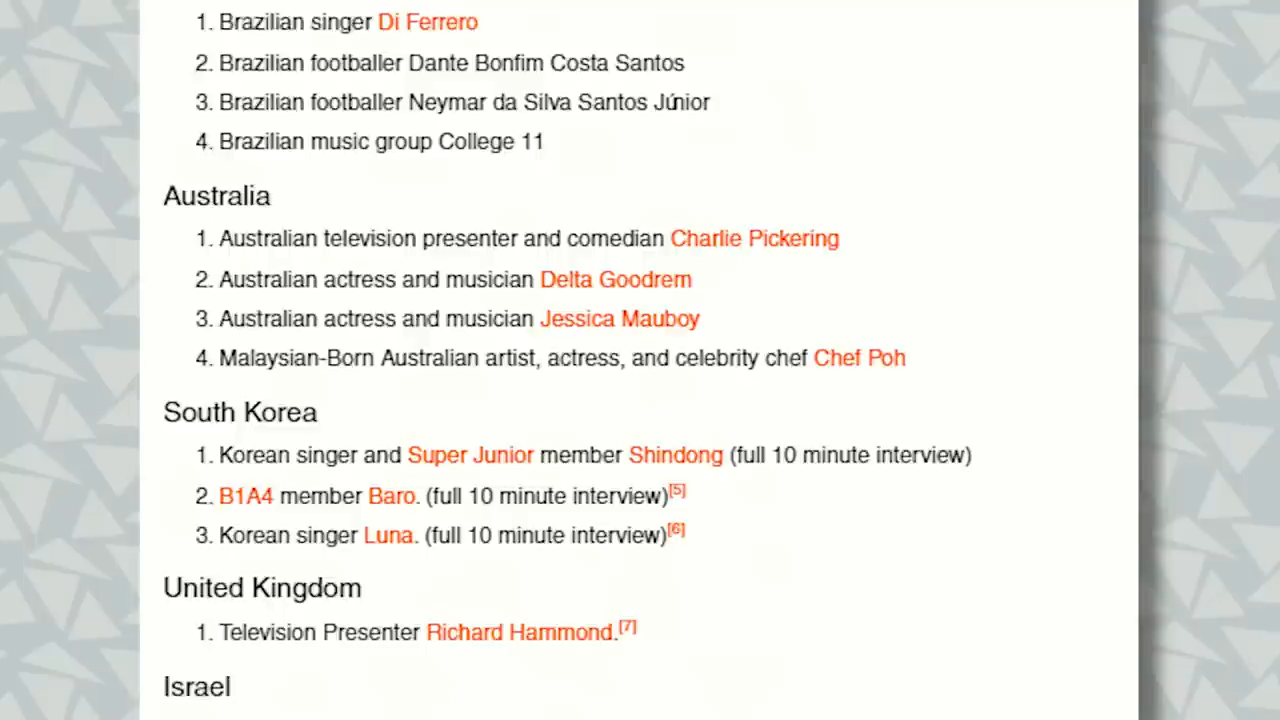 1. Brazilian singer Di Ferrero
2. Brazilian footballer Dante Bonfim Costa Santos
3. Brazilian footballer Neymar da Silva Santos Júnior
4. Brazilian music group College 11
Australia
1. Australian television presenter and comedian Charlie Pickering
2. Australian actress and musician Delta Goodrem
3. Australian actress and musician Jessica Mauboy
4. Malaysian-Born Australian artist, actress, and celebrity chef Chef Poh
South Korea
1. Korean singer and Super Junior member Shindong (full 10 minute interview)
2. B1A4 member Baro. (full 10 minute interview)[5]
3. Korean singer Luna. (full 10 minute interview)[6]
United Kingdom
1. Television Presenter Richard Hammond.[7]
Israel